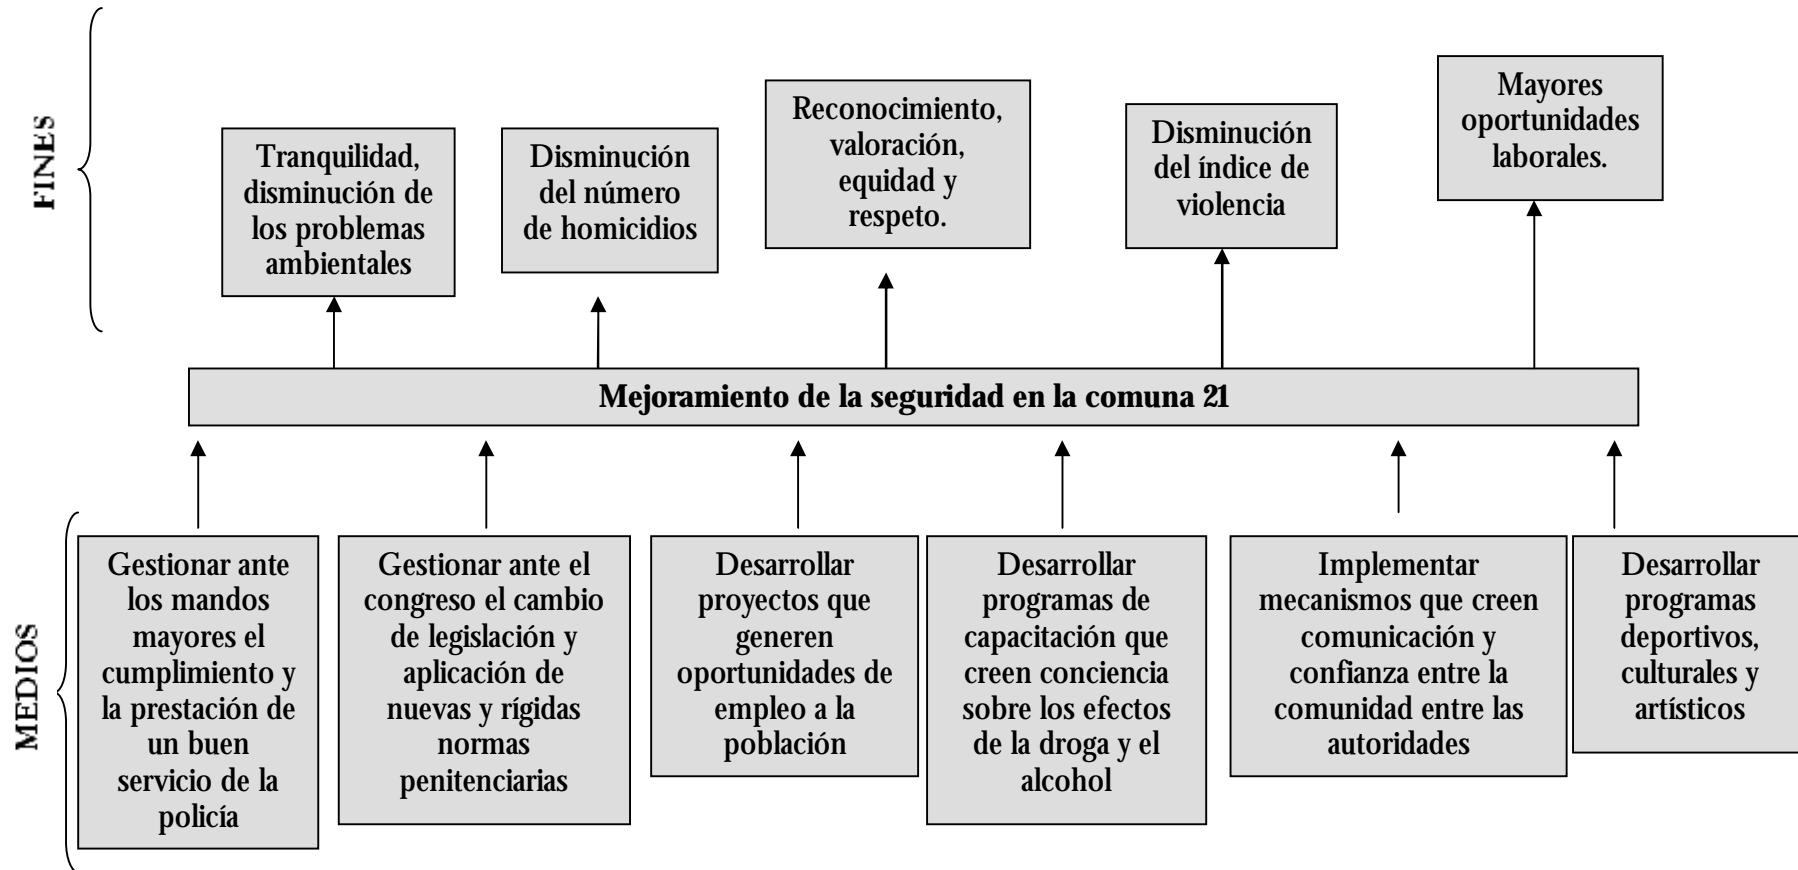 FINES
Tranquilidad,
disminución de
los problemas
ambientales
Disminución
del número
de homicidios
Reconocimiento,
valoración,
equidad y
respeto.
Disminución
del índice de
violencia
Mayores
oportunidades
laborales.
Mejoramiento de la seguridad en la comuna 21
MEDIOS
Gestionar ante
los mandos
mayores el
cumplimiento y
la prestación de
un buen
servicio de la
policía
Gestionar ante el
congreso el cambio
de legislación y
aplicación de
nuevas y rígidas
normas
penitenciarias
Desarrollar
proyectos que
generen
oportunidades de
empleo a la
población
Desarrollar
programas de
capacitación que
creen conciencia
sobre los efectos
de la droga y el
alcohol
Implementar
mecanismos que creen
comunicación y
confianza entre la
comunidad entre las
autoridades
Desarrollar
programas
deportivos,
culturales y
artísticos